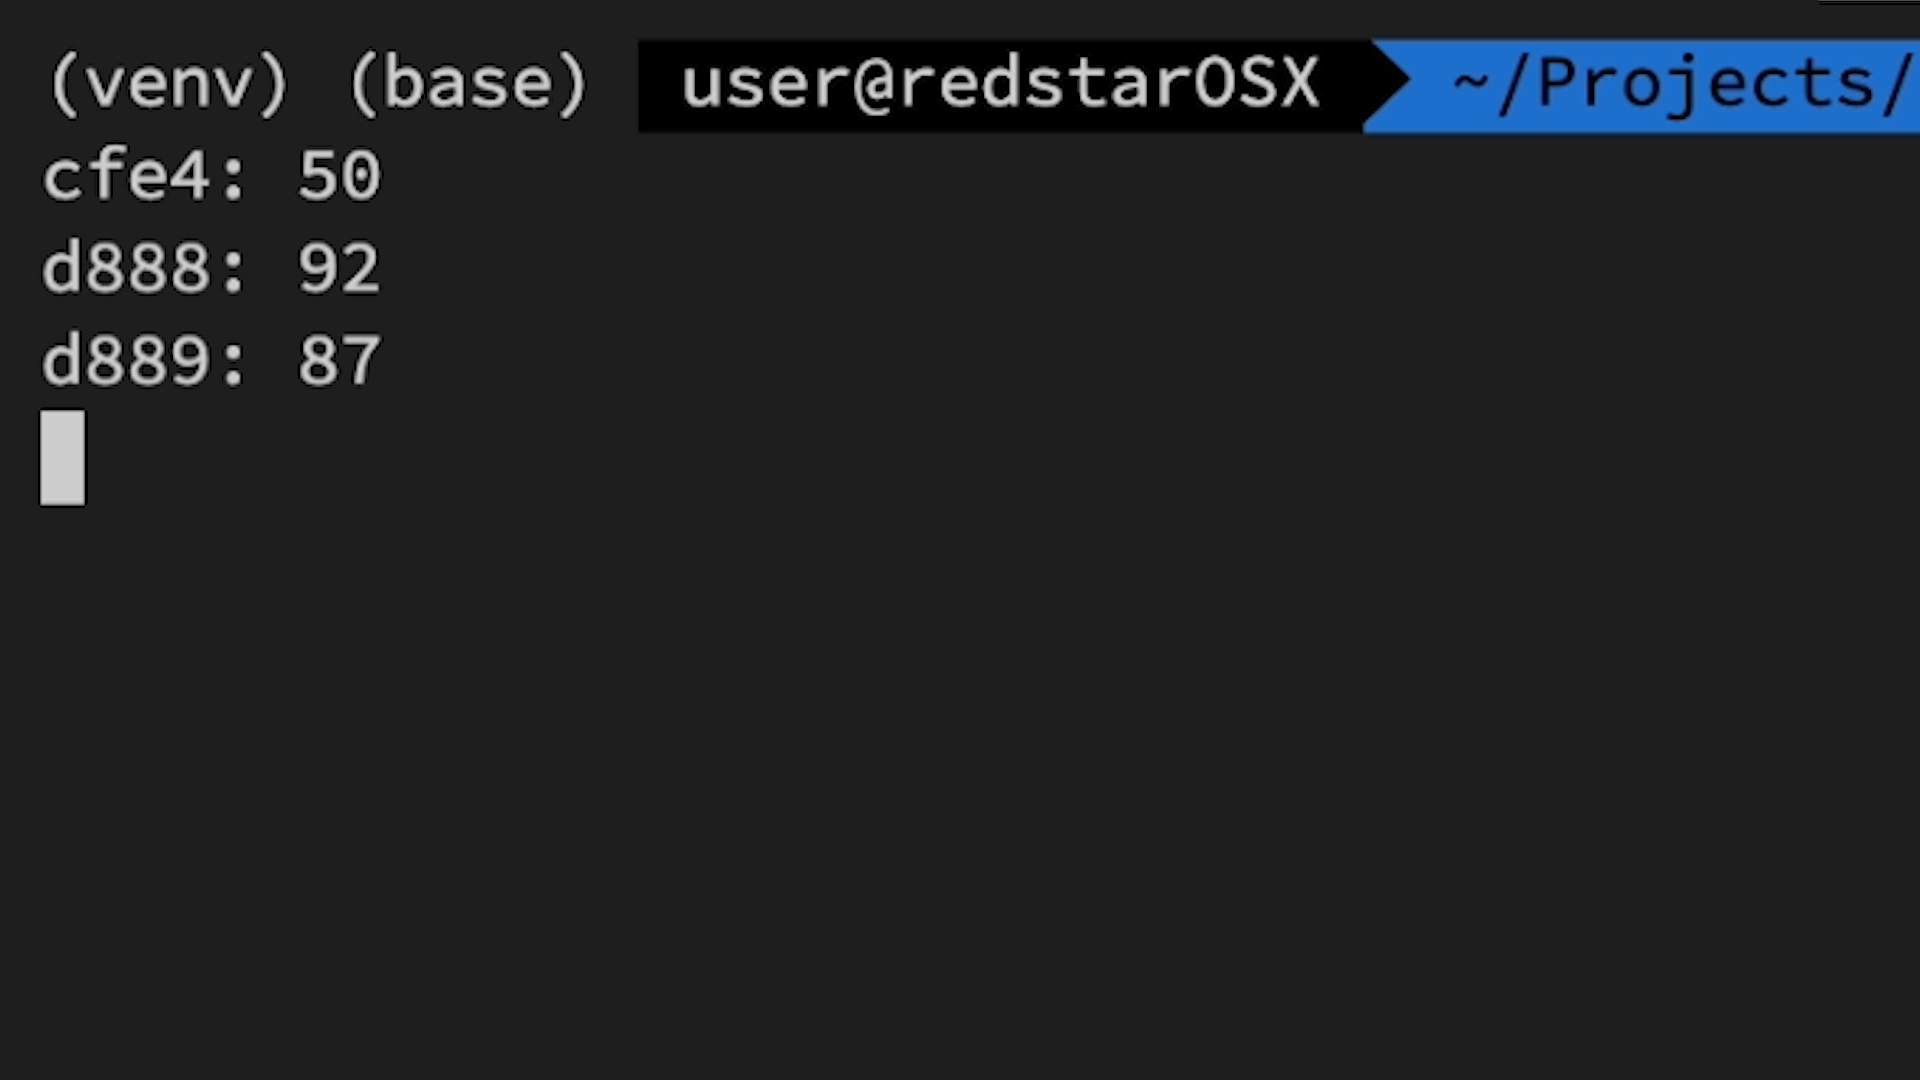 (venv) (base) user@redstarOSX ~/Projects/
cfe4: 50
d888: 92
d889: 87